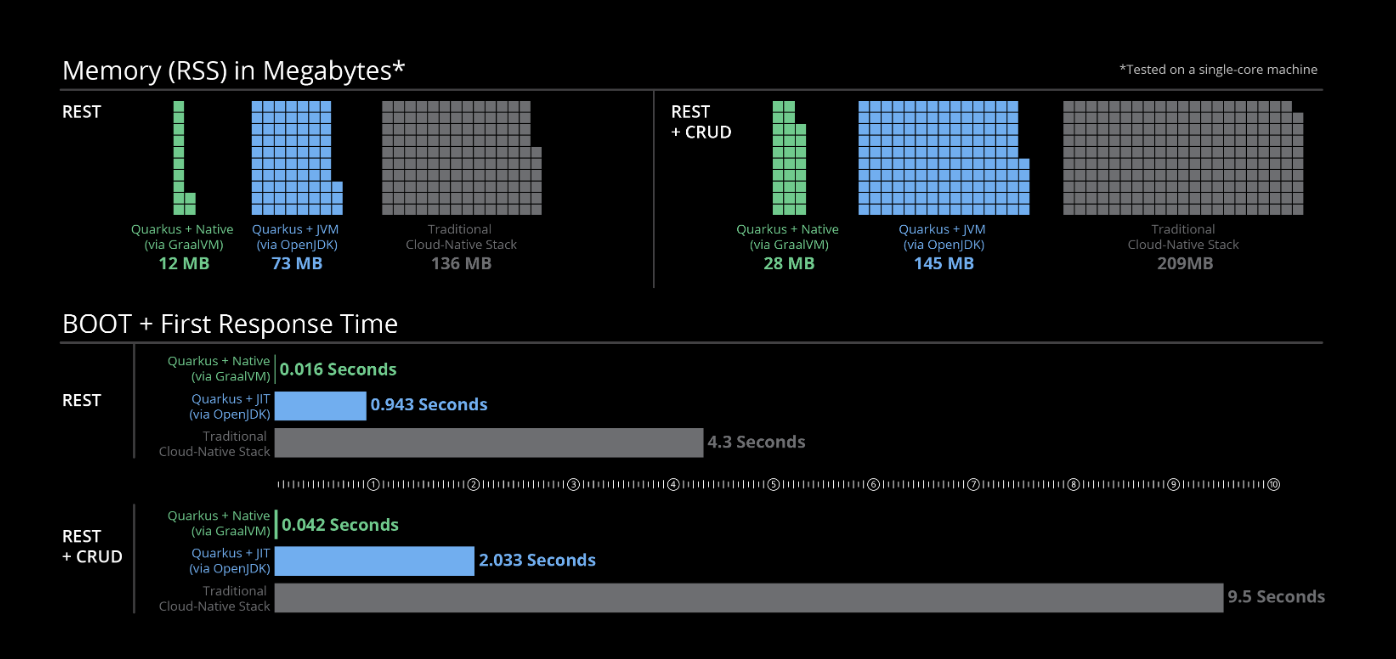 Memory (RSS) in Megabytes*
*Tested on a single-core machine
REST
Quarkus + Native
(via GraalVM)
12 MB
Quarkus + JVM
(via OpenJDK)
73 MB
Traditional
Cloud-Native Stack
136 MB
REST
+ CRUD
Quarkus + Native
(via GraalVM)
28 MB
Quarkus + JVM
(via OpenJDK)
145 MB
Traditional
Cloud-Native Stack
209MB
BOOT + First Response Time
REST
Quarkus + Native
(via GraalVM)
0.016 Seconds
Quarkus + JIT
(via OpenJDK)
0.943 Seconds
Traditional
Cloud-Native Stack
4.3 Seconds
1 2 3 4 5 6 7 8 9 10
REST
+ CRUD
Quarkus + Native
(via GraalVM)
0.042 Seconds
Quarkus + JIT
(via OpenJDK)
2.033 Seconds
Traditional
Cloud-Native Stack
9.5 Seconds